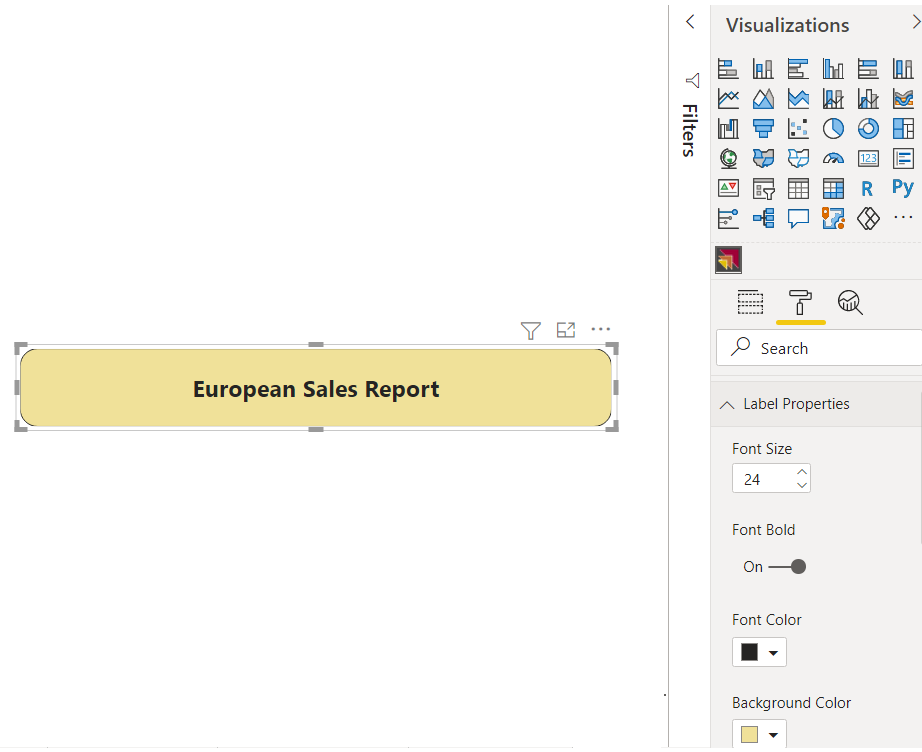 Visualizations
Filters
123
R
Py
European Sales Report
Search
Label Properties
Font Size
24
Font Bold
On
Font Color
Background Color